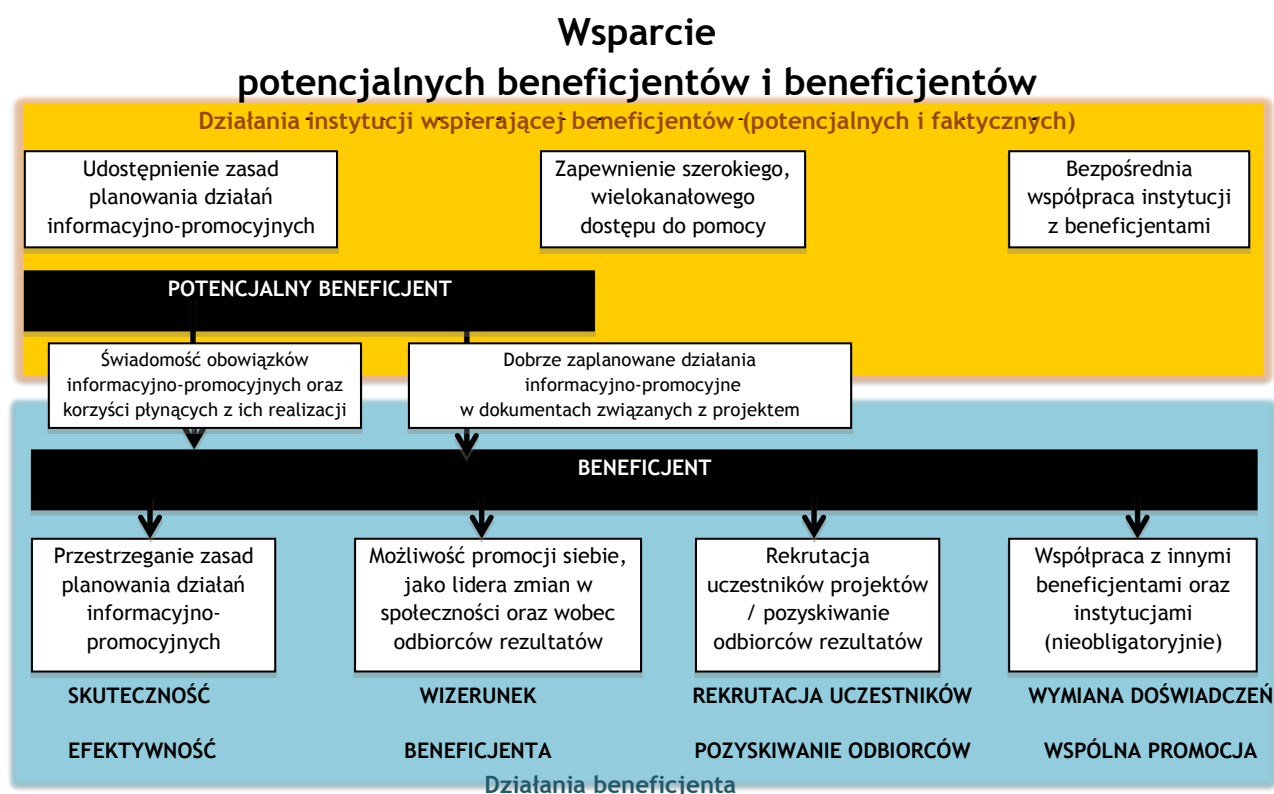 Wsparcie
potencjalnych beneficjentów i beneficjentów
Działania instytucji wspierającej beneficjentów (potencjalnych i faktycznych)
Udostępnienie zasad
planowania działań
informacyjno-promocyjnych
Zapewnienie szerokiego,
wielokanałowego
dostępu do pomocy
Bezpośrednia
współpraca instytucji
z beneficjentami
POTENCJALNY BENEFICJENT
Świadomość obowiązków
informacyjno-promocyjnych oraz
korzyści płynących z ich realizacji
Dobrze zaplanowane działania
informacyjno-promocyjne
w dokumentach związanych z projektem
BENEFICJENT
Przestrzeganie zasad
planowania działań
informacyjno-
promocyjnych
Możliwość promocji siebie,
jako lidera zmian w
społeczności oraz wobec
odbiorców rezultatów
Rekrutacja
uczestników projektów
/ pozyskiwanie
odbiorców rezultatów
Współpraca z innymi
beneficjentami oraz
instytucjami
(nieobligatoryjnie)
SKUTECZNOŚĆ
EFEKTYWNOŚĆ
WIZERUNEK
BENEFICJENTA
REKRUTACJA UCZESTNIKÓW
POZYSKIWANIE ODBIORCÓW
WYMIANA DOŚWIADCZEŃ
WSPÓLNA PROMOCJA
Działania beneficjenta